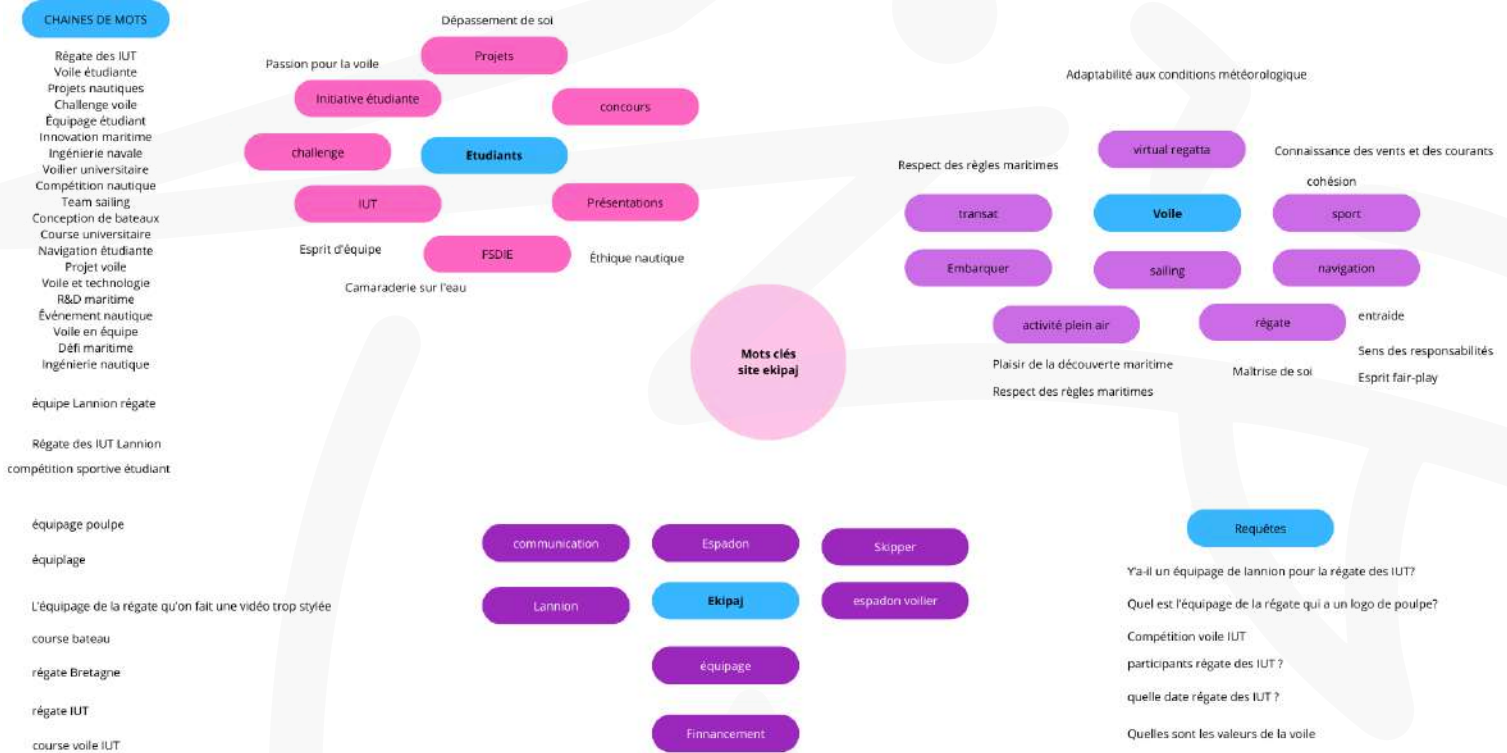 CHAINES DE MOTS
Régate des IUT
Voile étudiante
Projets nautiques
Challenge voile
Équipage étudiant
Innovation maritime
Ingénierie navale
Voilier universitaire
Compétition nautique
Team sailing
Conception de bateaux
Course universitaire
Navigation étudiante
Projet voile
Voile et technologie
R&D maritime
Événement nautique
Voile en équipe
Défi maritime
Ingénierie nautique
équipe Lannion régate
Régate des IUT Lannion
compétition sportive étudiant
équipage poulpe
équiplage
L'équipage de la régate qu'on fait une vidéo trop stylée
course bateau
régate Bretagne
régate IUT
course voile IUT
Dépassement de soi
Projets
Passion pour la voile
Initiative étudiante
concours
challenge
Etudiants
IUT
Présentations
Esprit d'équipe
FSDIE
Éthique nautique
Camaraderie sur l'eau
Mots clés
site ekipaj
Adaptabilité aux conditions météorologique
virtual regatta
Connaissance des vents et des courants
Respect des règles maritimes
cohésion
transat
Voile
sport
Embarquer
sailing
navigation
activité plein air
régate
entraide
Sens des responsabilités
Plaisir de la découverte maritime
Maîtrise de soi
Esprit fair-play
Respect des règles maritimes
communication
Espadon
Skipper
Lannion
Ekipaj
espadon voilier
équipage
Finnancement
Requêtes
Y'a-il un équipage de lannion pour la régate des IUT?
Quel est l'équipage de la régate qui a un logo de poulpe?
Compétition voile IUT
participants régate des IUT ?
quelle date régate des IUT ?
Quelles sont les valeurs de la voile